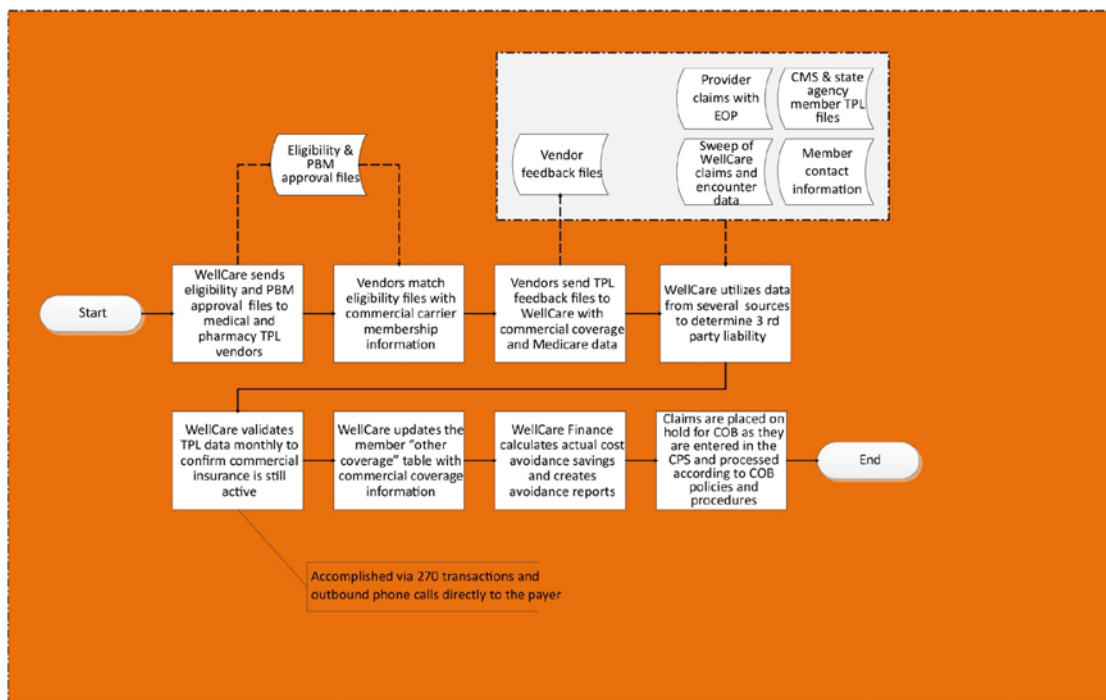 Provider
claims with
EOP
CMS & state
agency
member TPL
files
Eligibility &
PBM
approval files
Vendor
feedback files
Sweep of
WellCare
claims and
encounter
data
Member
contact
information
Start
WellCare sends
eligibility and PBM
approval files to
medical and
pharmacy TPL
vendors
Vendors match
eligibility files with
commercial carrier
membership
information
Vendors send TPL
feedback files to
WellCare with
commercial coverage
and Medicare data
WellCare utilizes data
from several sources
to determine 3 rd
party liability
WellCare validates
TPL data monthly to
confirm commercial
insurance is still
active
WellCare updates the
member “other
coverage” table with
commercial coverage
information
WellCare Finance
calculates actual cost
avoidance savings
and creates
avoidance reports
Claims are placed on
hold for COB as they
are entered in the
CPS and processed
according to COB
policies and
procedures
End
Accomplished via 270 transactions and
outbound phone calls directly to the payer